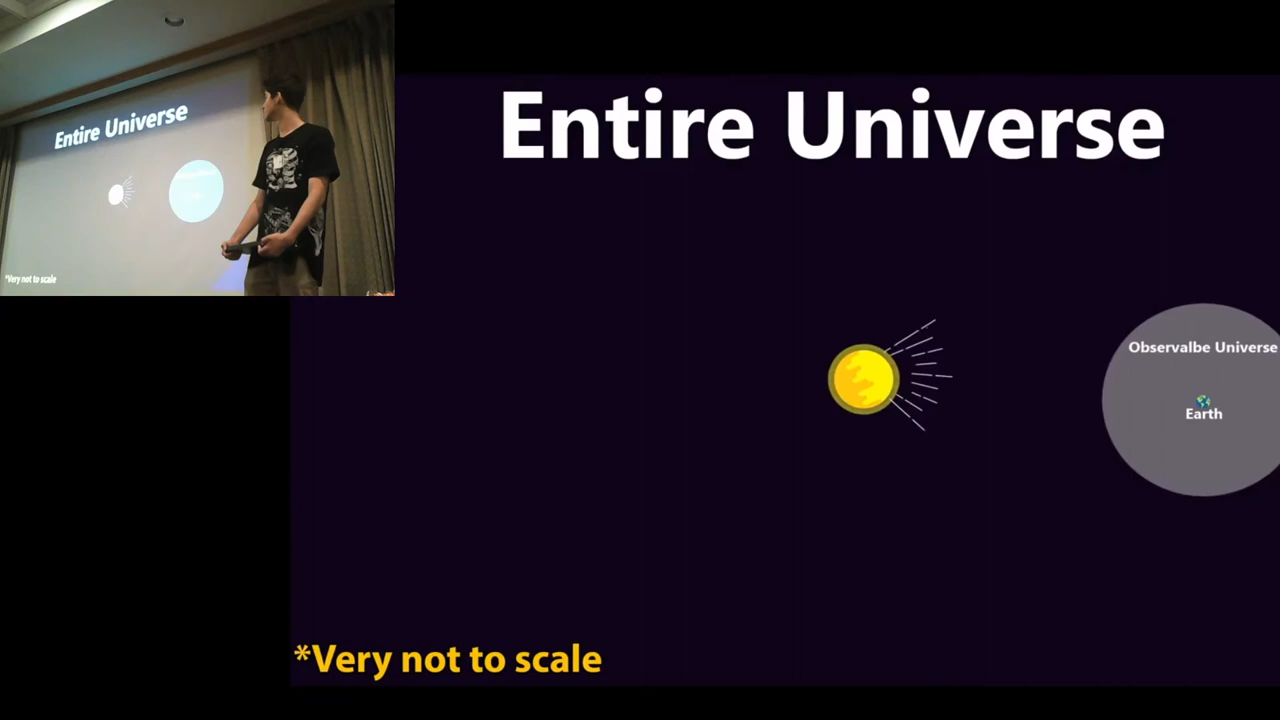 Entire Universe
*Very not to scale
Entire Universe
Observalbe Universe
Earth
*Very not to scale